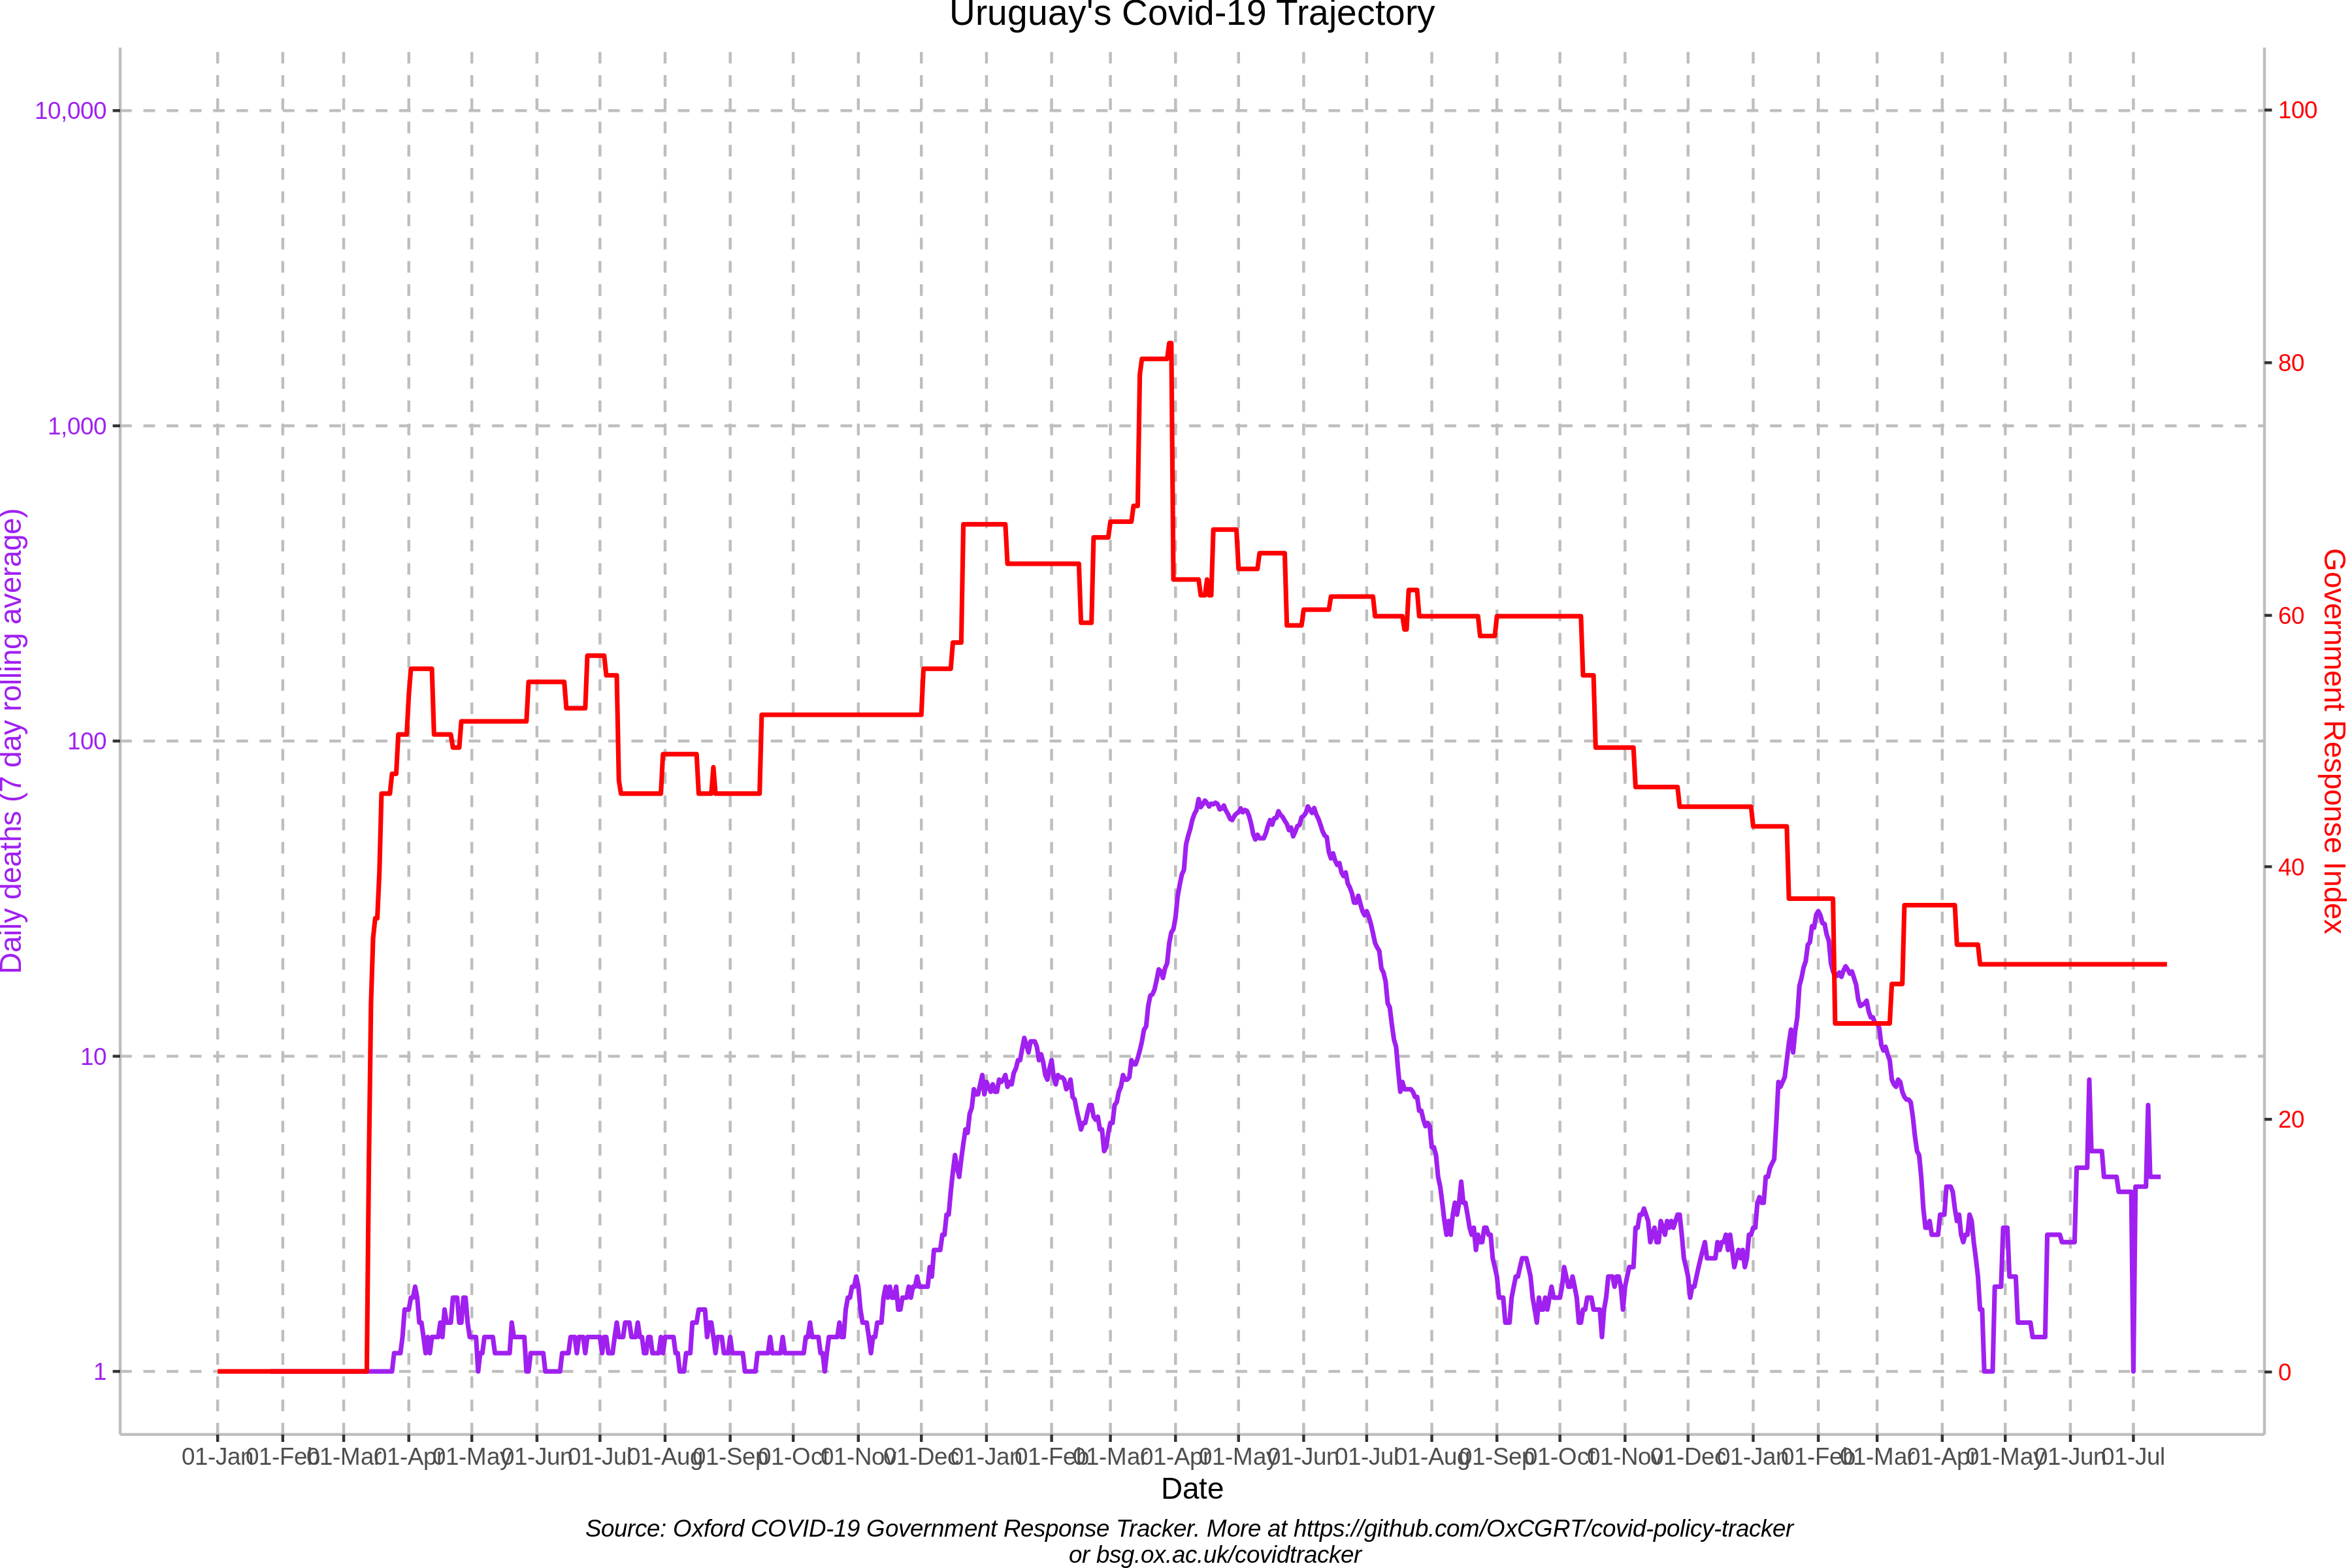 Uruguay's Covid-19 Trajectory
10,000
1,000
100
10
1
Daily deaths (7 day rolling average)
100
80
60
40
20
0
Government Response Index
01-Jan 01-Feb 01-Mar 01-Apr 01-May 01-Jun 01-Jul 01-Aug 01-Sep 01-Oct 01-Nov 01-Dec 01-Jan 01-Feb 01-Mar 01-Apr 01-May 01-Jun 01-Jul 01-Aug 01-Sep 01-Oct 01-Nov 01-Dec 01-Jan 01-Feb 01-Mar 01-Apr 01-May 01-Jun 01-Jul
Date
Source: Oxford COVID-19 Government Response Tracker. More at https://github.com/OxCGRT/covid-policy-tracker
or bsg.ox.ac.uk/covidtracker